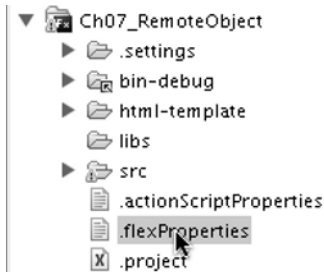 Ch07_RemoteObject
.settings
bin-debug
html-template
libs
src
.actionScriptProperties
.flexProperties
.project